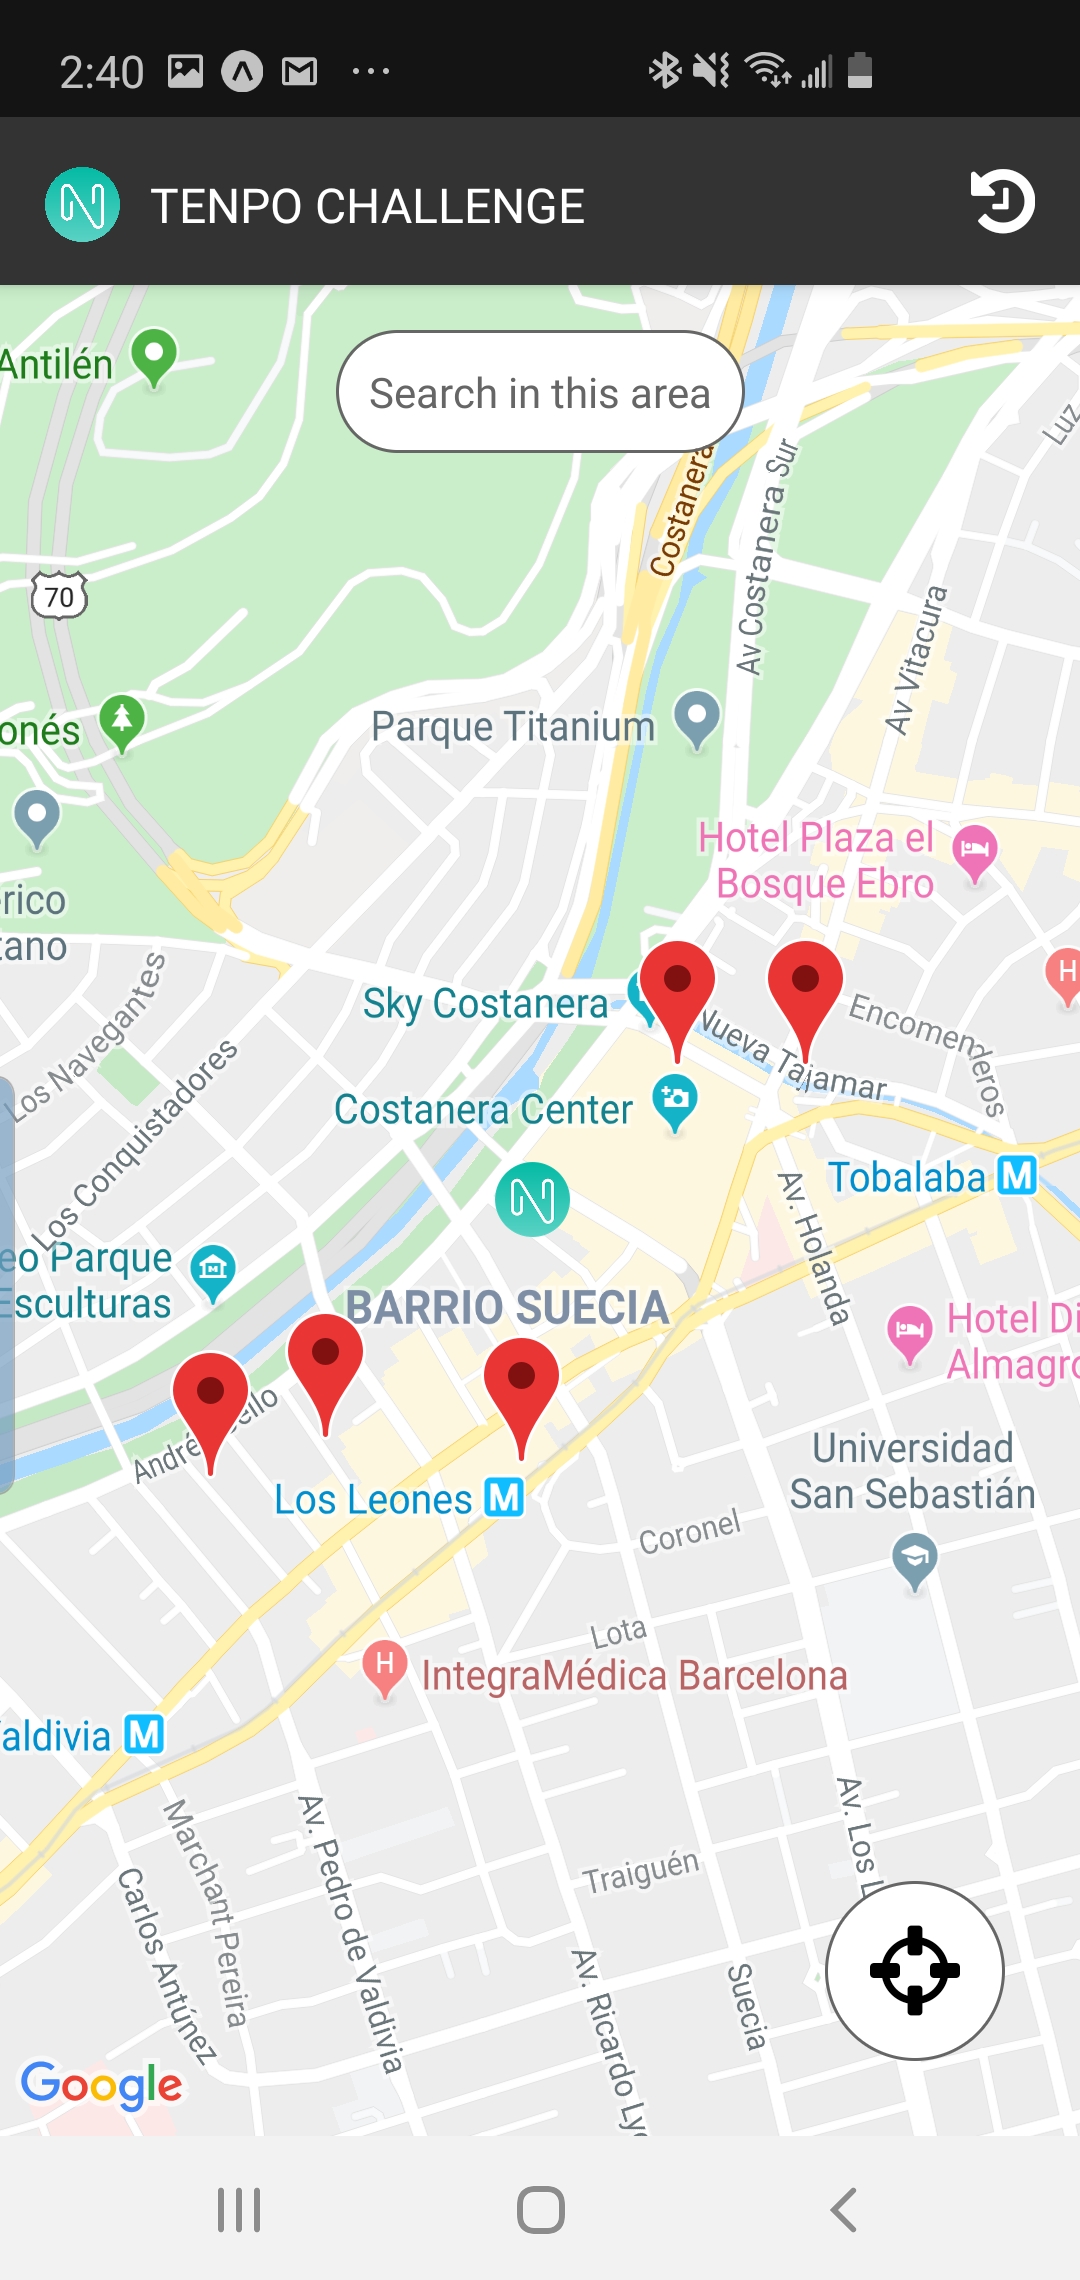 2:40
TENPO CHALLENGE
Search in this area
Antilén
Costanera
Av Costanera Sur
Luz
70
Av Vitacura
onés
Parque Titanium
Hotel Plaza el
Bosque Ebro
rico
tano
H
Los Navegantes
Sky Costanera
Nueva Tajamar
Encomenderos
Los Conquistadores
Costanera Center
Tobalaba M
Av. Holanda
eo Parque
Esculturas
BARRIO SUECIA
Hotel Di
Almagro
Los Leones M
Universidad
San Sebastián
Coronel
Lota
H IntegraMédica Barcelona
aldivia M
Marchant Pereira
Carlos Antúnez
Av. Pedro de Valdivia
Traiguén
Av. Los L
Av. Ricardo Ly
Suecia
Google